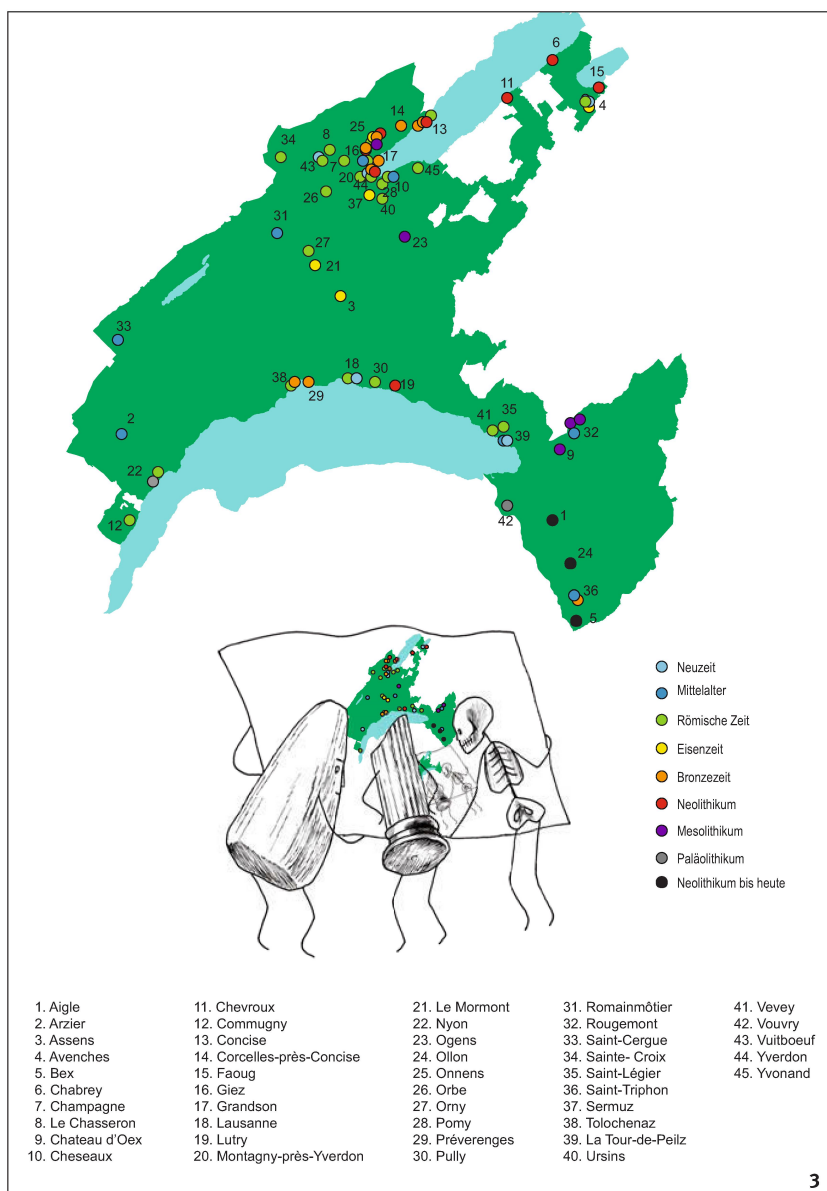 6
15
11
4
14
13
25
34
8
16
17
43
7
45
20
44
10
28
26
37
40
31
23
27
21
3
33
18
30
38
19
29
2
41
35
39
32
9
22
12
42
1
24
36
5
Neuzeit
Mittelalter
Römische Zeit
Eisenzeit
Bronzezeit
Neolithikum
Mesolithikum
Paläolithikum
Neolithikum bis heute
1. Aigle
2. Arzier
3. Assens
4. Avenches
5. Bex
6. Chabrey
7. Champagne
8. Le Chasseron
9. Chateau d'Oex
10. Cheseaux
11. Chevroux
12. Commugny
13. Concise
14. Corcelles-près-Concise
15. Faoug
16. Giez
17. Grandson
18. Lausanne
19. Lutry
20. Montagny-près-Yverdon
21. Le Mormont
22. Nyon
23. Ogens
24. Ollon
25. Onnens
26. Orbe
27. Orny
28. Pomy
29. Préverenges
30. Pully
31. Romainmôtier
32. Rougemont
33. Saint-Cergue
34. Sainte- Croix
35. Saint-Légier
36. Saint-Triphon
37. Sermuz
38. Tolochenaz
39. La Tour-de-Peilz
40. Ursins
41. Vevey
42. Vouvry
43. Vuitboeuf
44. Yverdon
45. Yvonand
3